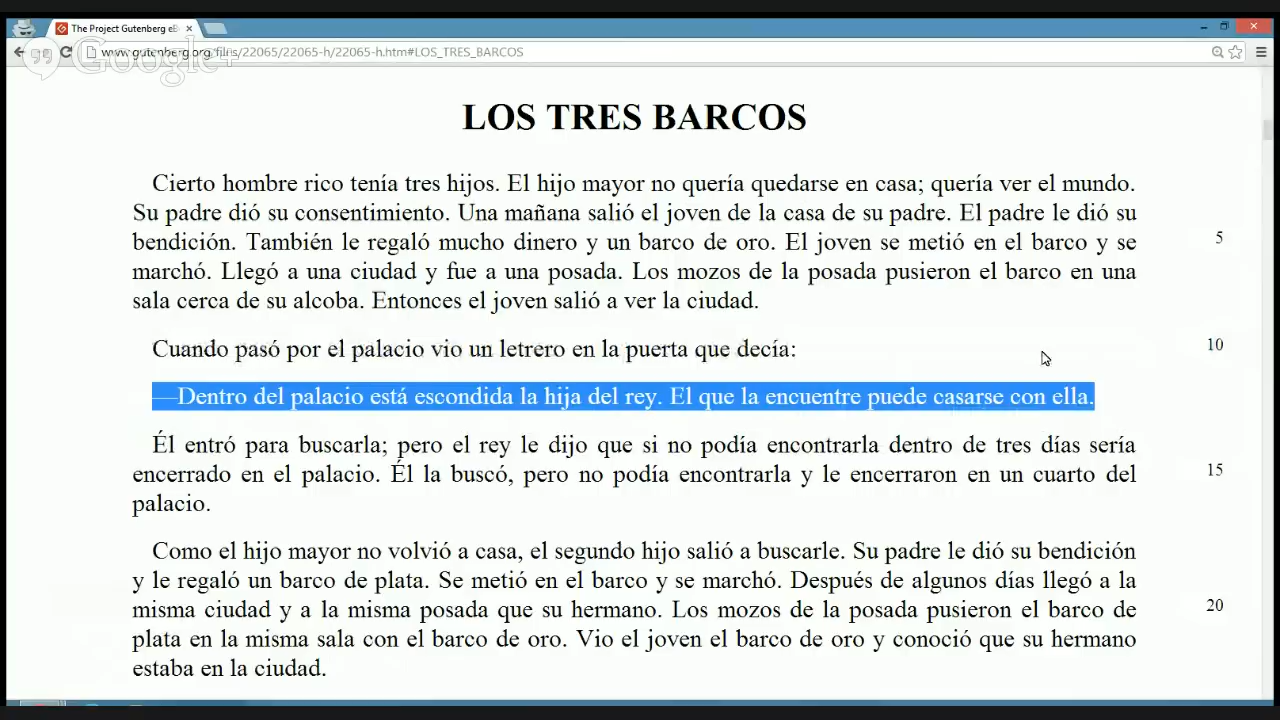 The Project Gutenberg eB
www.gutenberg.org/files/22065/22065-h/22065-h.htm#LOS_TRES_BARCOS
Google+
LOS TRES BARCOS
Cierto hombre rico tenía tres hijos. El hijo mayor no quería quedarse en casa; quería ver el mundo.
Su padre dió su consentimiento. Una mañana salió el joven de la casa de su padre. El padre le dió su
bendición. También le regaló mucho dinero y un barco de oro. El joven se metió en el barco y se 5
marchó. Llegó a una ciudad y fue a una posada. Los mozos de la posada pusieron el barco en una
sala cerca de su alcoba. Entonces el joven salió a ver la ciudad.
Cuando pasó por el palacio vio un letrero en la puerta que decía: 10
—Dentro del palacio está escondida la hija del rey. El que la encuentre puede casarse con ella.
Él entró para buscarla; pero el rey le dijo que si no podía encontrarla dentro de tres días sería
encerrado en el palacio. Él la buscó, pero no podía encontrarla y le encerraron en un cuarto del 15
palacio.
Como el hijo mayor no volvió a casa, el segundo hijo salió a buscarle. Su padre le dió su bendición
y le regaló un barco de plata. Se metió en el barco y se marchó. Después de algunos días llegó a la
misma ciudad y a la misma posada que su hermano. Los mozos de la posada pusieron el barco de 20
plata en la misma sala con el barco de oro. Vio el joven el barco de oro y conoció que su hermano
estaba en la ciudad.